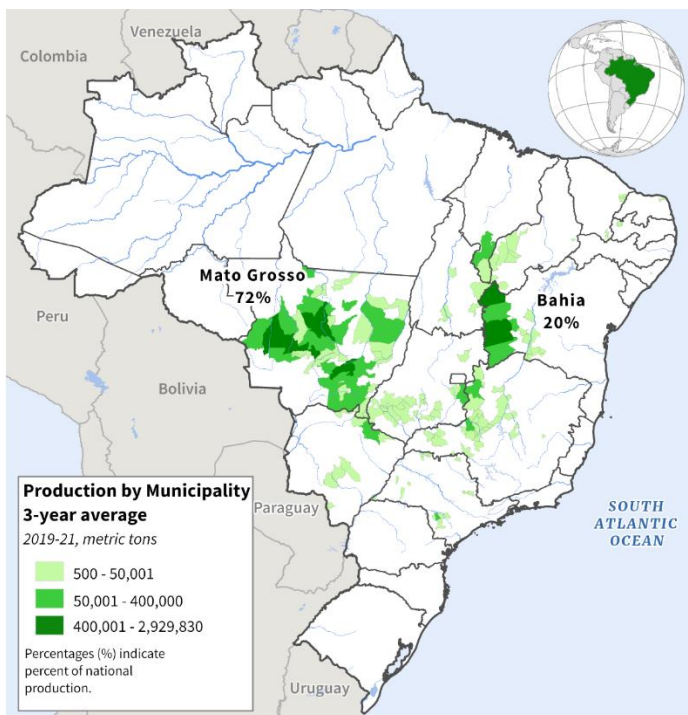 Venezuela
Colombia
Mato Grosso
72%
Bahia
20%
Peru
Bolivia
Production by Municipality
3-year average
2019-21, metric tons
500 - 50,001
50,001 - 400,000
400,001 - 2,929,830
Percentages (%) indicate
percent of national
production.
Paraguay
SOUTH
ATLANTIC
OCEAN
Uruguay